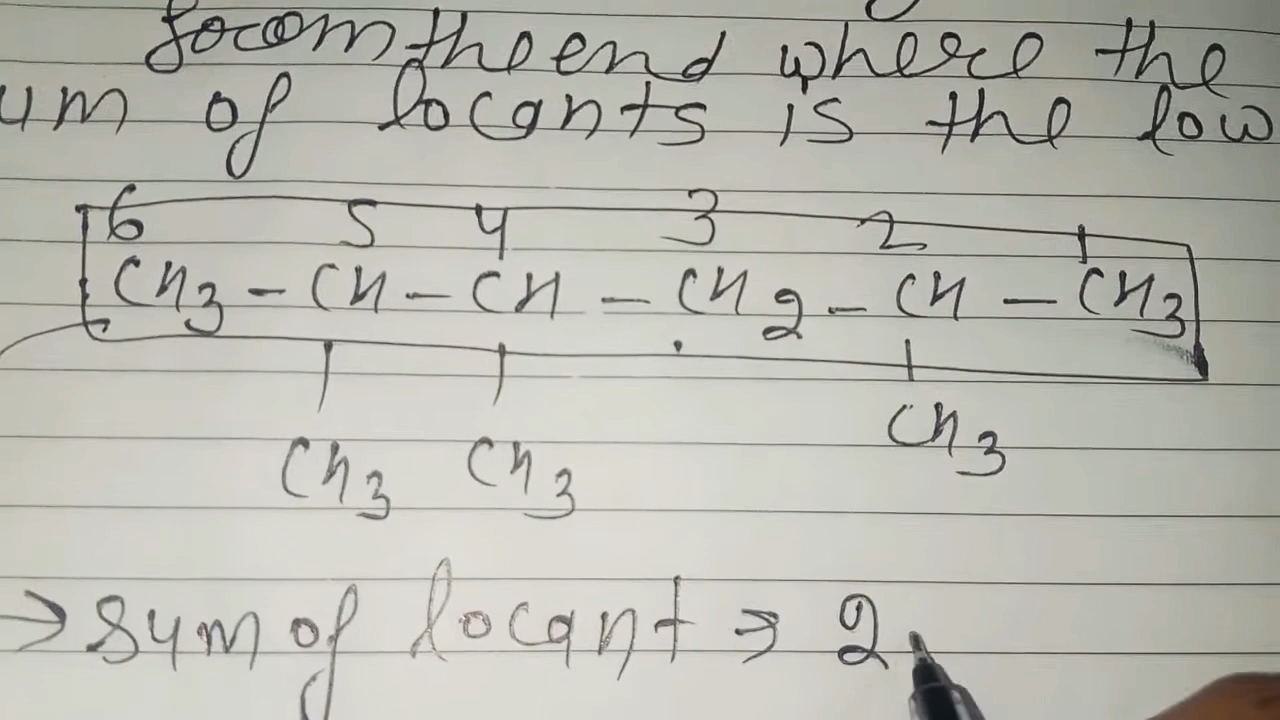 from the end where the
um of locants is the low
6 5 4 3 2 1
CH3 - CH - CH - CH2 - CH - CH3
CH3
CH3 CH3
→ Sum of locant → 2